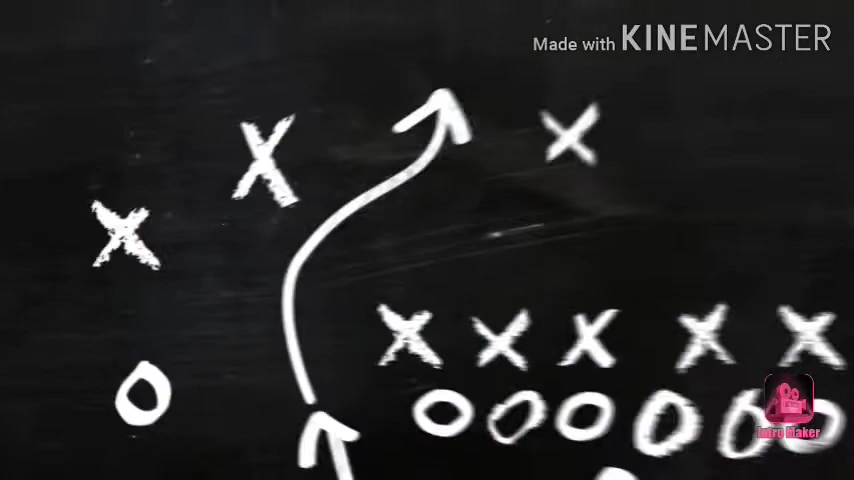 Made with KINEMASTER
X X
X
X X X X X
O
O O O O O O
Intro Maker